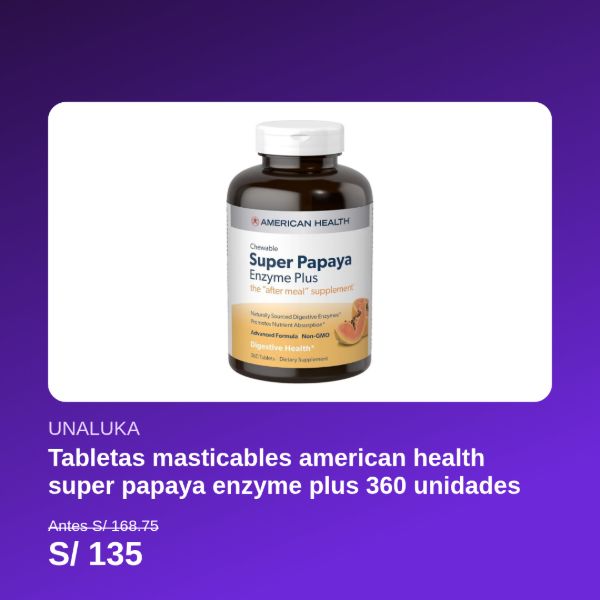 AMERICAN HEALTH
Chewable
Super Papaya
Enzyme Plus
the "after meal" supplement
Naturally Sourced Digestive Enzymes*
Promotes Nutrient Absorption*
Advanced Formula Non-GMO
Digestive Health*
360 Tablets Dietary Supplement
UNALUKA
Tabletas masticables american health
super papaya enzyme plus 360 unidades
Antes S/ 168.75
S/ 135